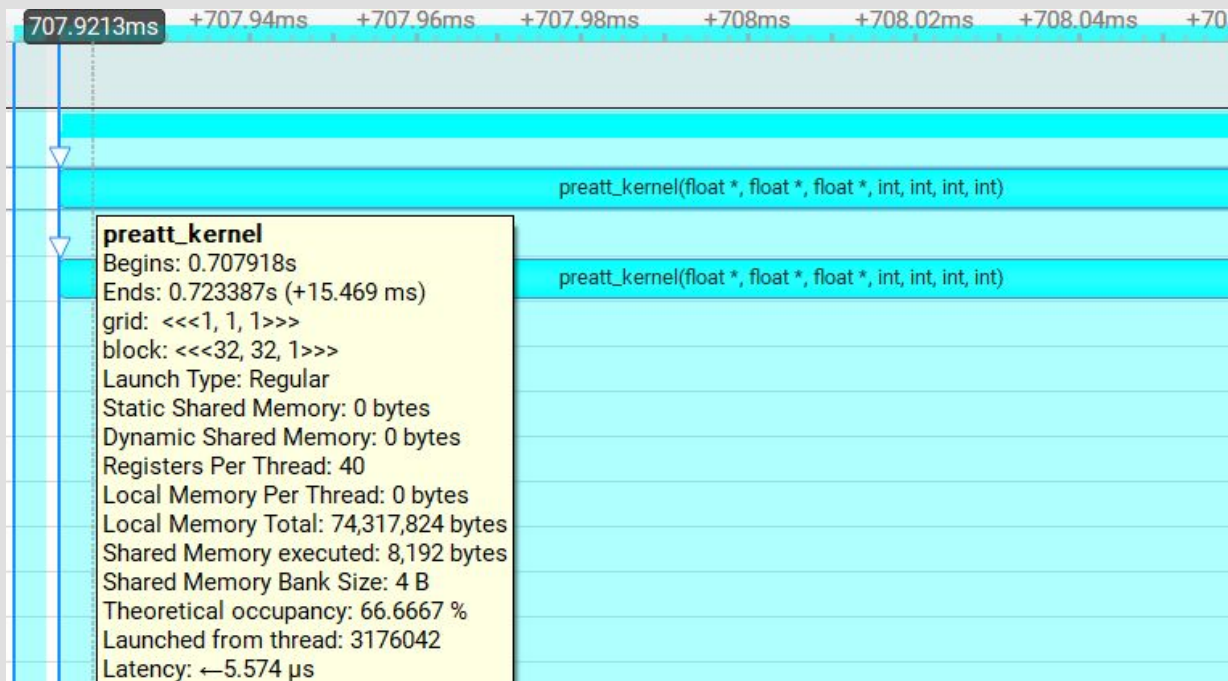 707.9213ms +707.94ms +707.96ms +707.98ms +708ms +708.02ms +708.04ms +70
preatt_kernel(float *, float *, float *, int, int, int, int)
preatt_kernel(float *, float *, float *, int, int, int, int)
preatt_kernel
Begins: 0.707918s
Ends: 0.723387s (+15.469 ms)
grid: <<<1, 1, 1>>>
block: <<<32, 32, 1>>>
Launch Type: Regular
Static Shared Memory: 0 bytes
Dynamic Shared Memory: 0 bytes
Registers Per Thread: 40
Local Memory Per Thread: 0 bytes
Local Memory Total: 74,317,824 bytes
Shared Memory executed: 8,192 bytes
Shared Memory Bank Size: 4 B
Theoretical occupancy: 66.6667 %
Launched from thread: 3176042
Latency: ←5.574 μs